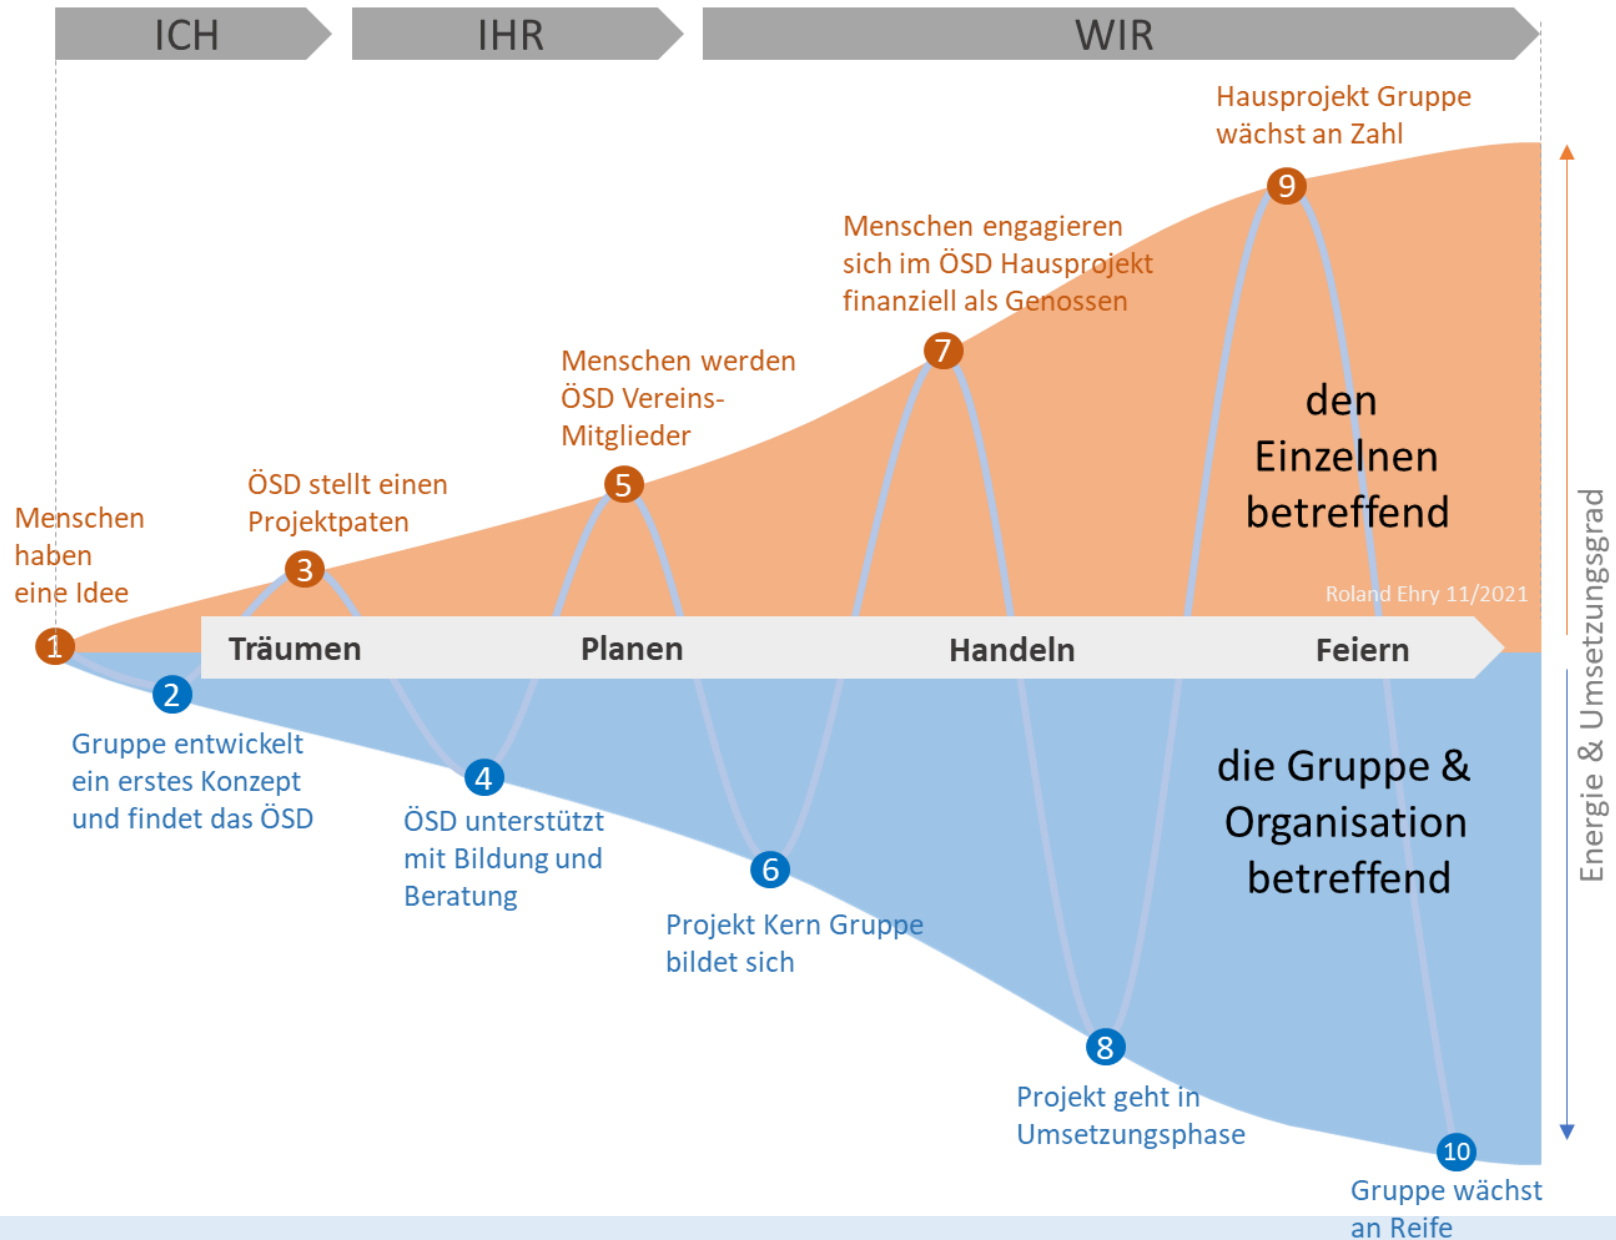 ICH
IHR
WIR
Hausprojekt Gruppe
wächst an Zahl
9
Menschen engagieren
sich im ÖSD Hausprojekt
finanziell als Genossen
7
Menschen werden
ÖSD Vereins-
Mitglieder
5
ÖSD stellt einen
Projektpaten
3
Menschen
haben
eine Idee
1
den
Einzelnen
betreffend
Roland Ehry 11/2021
Träumen
Planen
Handeln
Feiern
Energie & Umsetzungsgrad
2
Gruppe entwickelt
ein erstes Konzept
und findet das ÖSD
4
ÖSD unterstützt
mit Bildung und
Beratung
6
Projekt Kern Gruppe
bildet sich
die Gruppe &
Organisation
betreffend
8
Projekt geht in
Umsetzungsphase
10
Gruppe wächst
an Reife